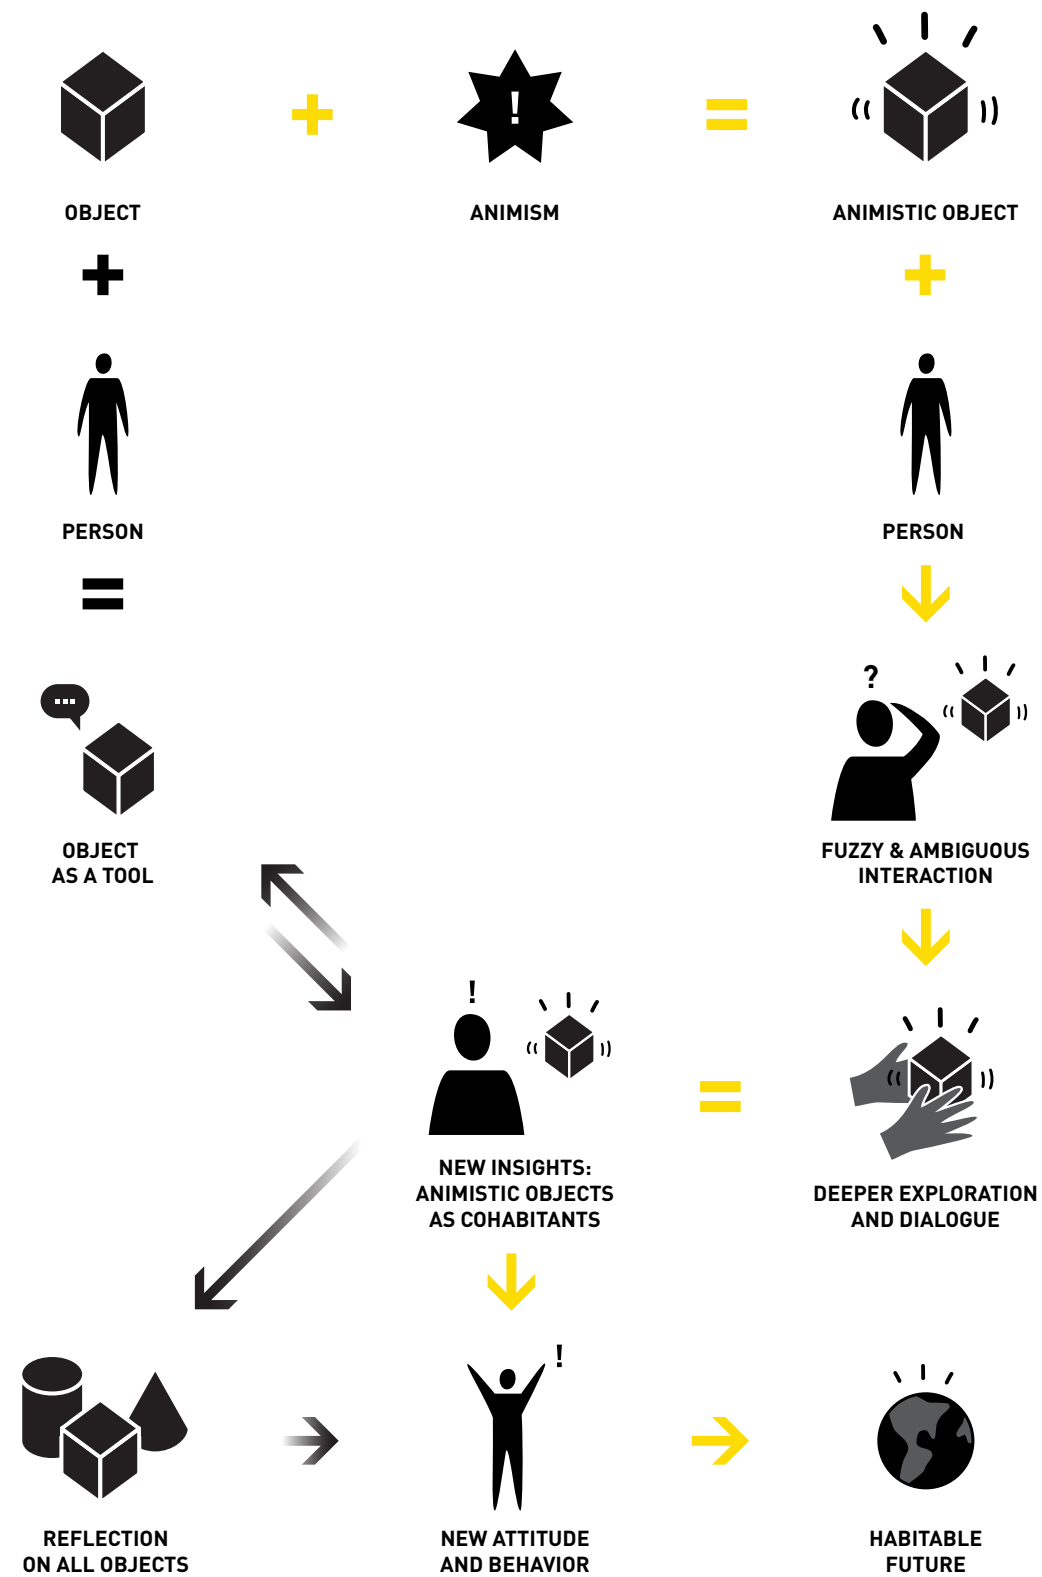 !
OBJECT
ANIMISM
ANIMISTIC OBJECT
PERSON
PERSON
?
OBJECT
AS A TOOL
FUZZY & AMBIGUOUS
INTERACTION
!
NEW INSIGHTS:
ANIMISTIC OBJECTS
AS COHABITANTS
DEEPER EXPLORATION
AND DIALOGUE
!
REFLECTION
ON ALL OBJECTS
NEW ATTITUDE
AND BEHAVIOR
HABITABLE
FUTURE